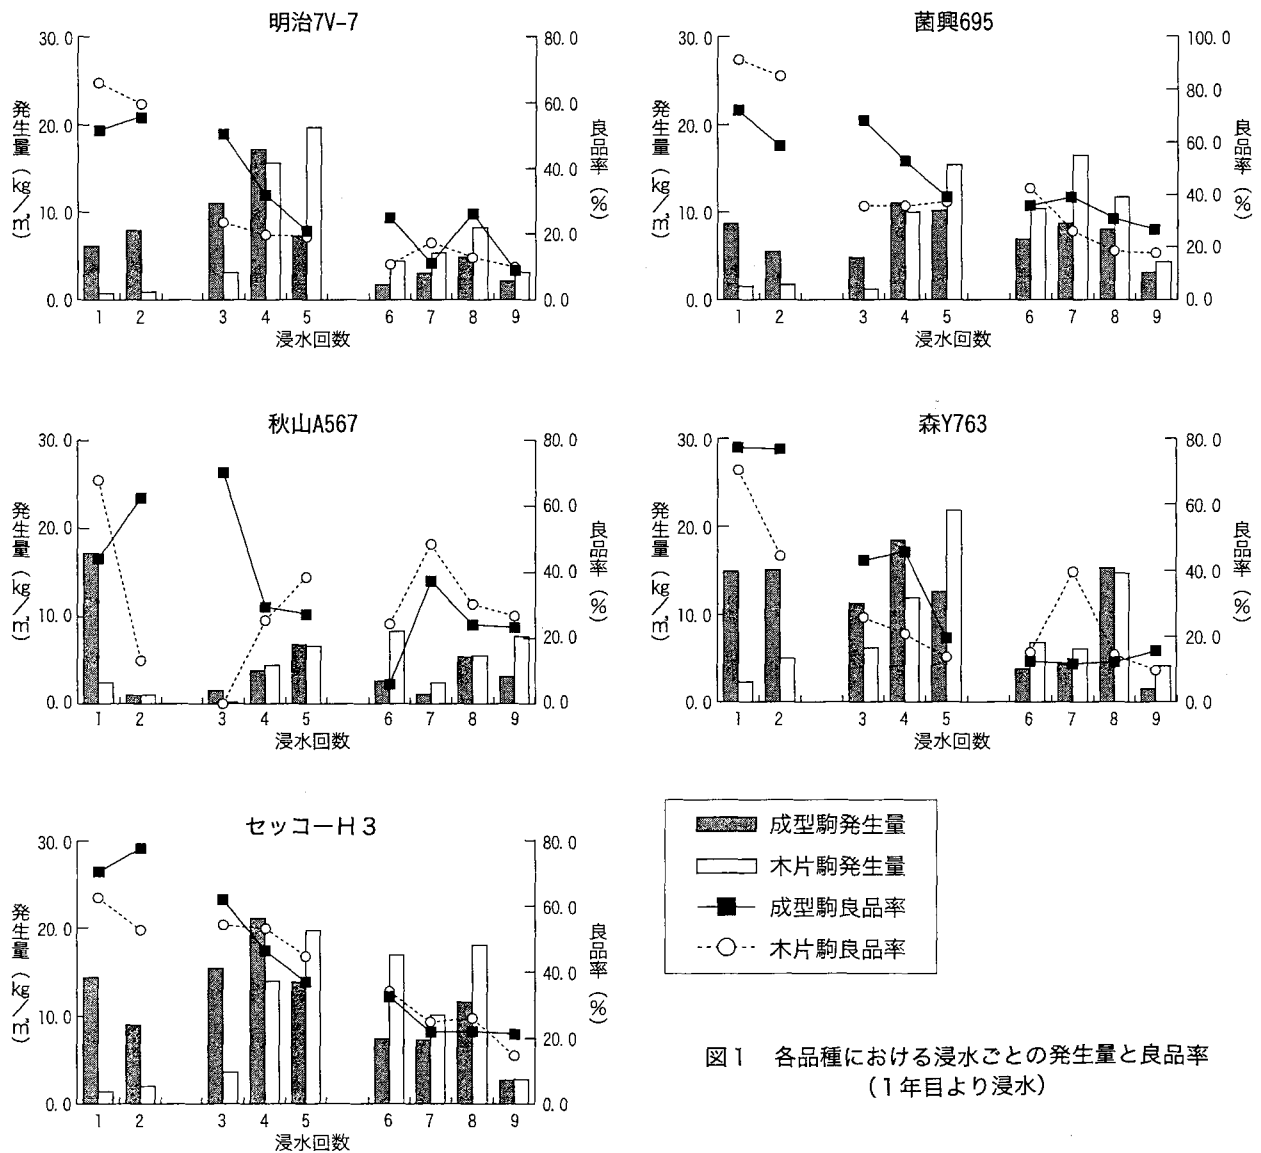 明治7V-7
30.0
20.0
10.0
0.0
発生量（kg／㎥）
80.0
60.0
40.0
20.0
0.0
良品率（%）
1 2 3 4 5 6 7 8 9
浸水回数
菌興695
30.0
20.0
10.0
0.0
発生量（kg／㎥）
100.0
80.0
60.0
40.0
20.0
0.0
良品率（%）
1 2 3 4 5 6 7 8 9
浸水回数
秋山A567
30.0
20.0
10.0
0.0
発生量（kg／㎥）
80.0
60.0
40.0
20.0
0.0
良品率（%）
1 2 3 4 5 6 7 8 9
浸水回数
森Y763
30.0
20.0
10.0
0.0
発生量（kg／㎥）
80.0
60.0
40.0
20.0
0.0
良品率（%）
1 2 3 4 5 6 7 8 9
浸水回数
セッコーH3
30.0
20.0
10.0
0.0
発生量（kg／㎥）
80.0
60.0
40.0
20.0
0.0
良品率（%）
1 2 3 4 5 6 7 8 9
浸水回数
成型駒発生量
木片駒発生量
成型駒良品率
木片駒良品率
図1 各品種における浸水ごとの発生量と良品率
（1年目より浸水）